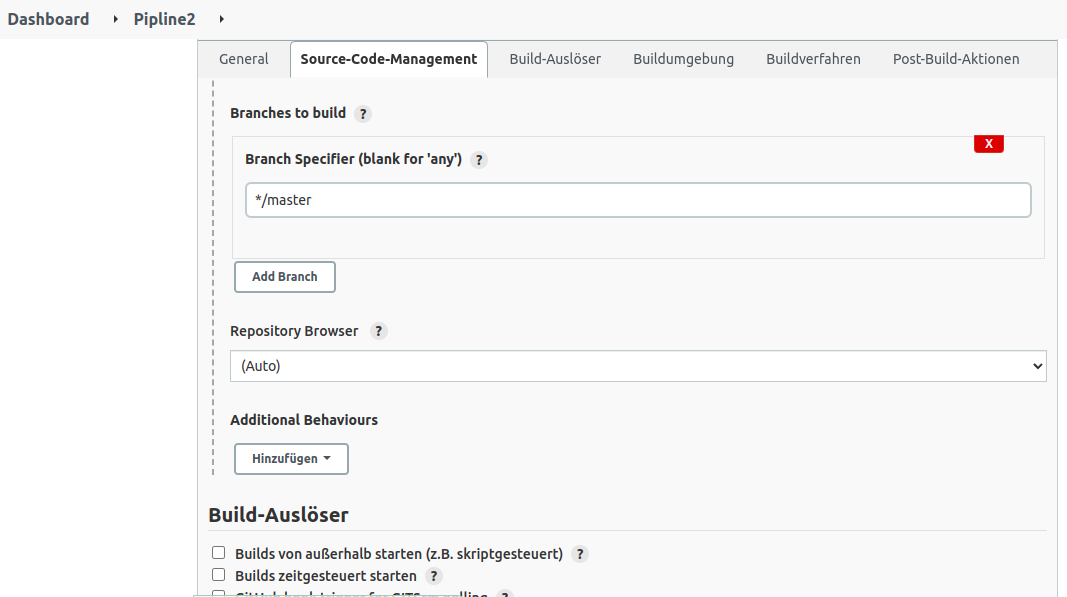 Dashboard Pipline2
General Source-Code-Management Build-Auslöser Buildumgebung Buildverfahren Post-Build-Aktionen
Branches to build ?
X
Branch Specifier (blank for 'any') ?
*/master
Add Branch
Repository Browser ?
(Auto)
Additional Behaviours
Hinzufügen
Build-Auslöser
Builds von außerhalb starten (z.B. skriptgesteuert) ?
Builds zeitgesteuert starten ?